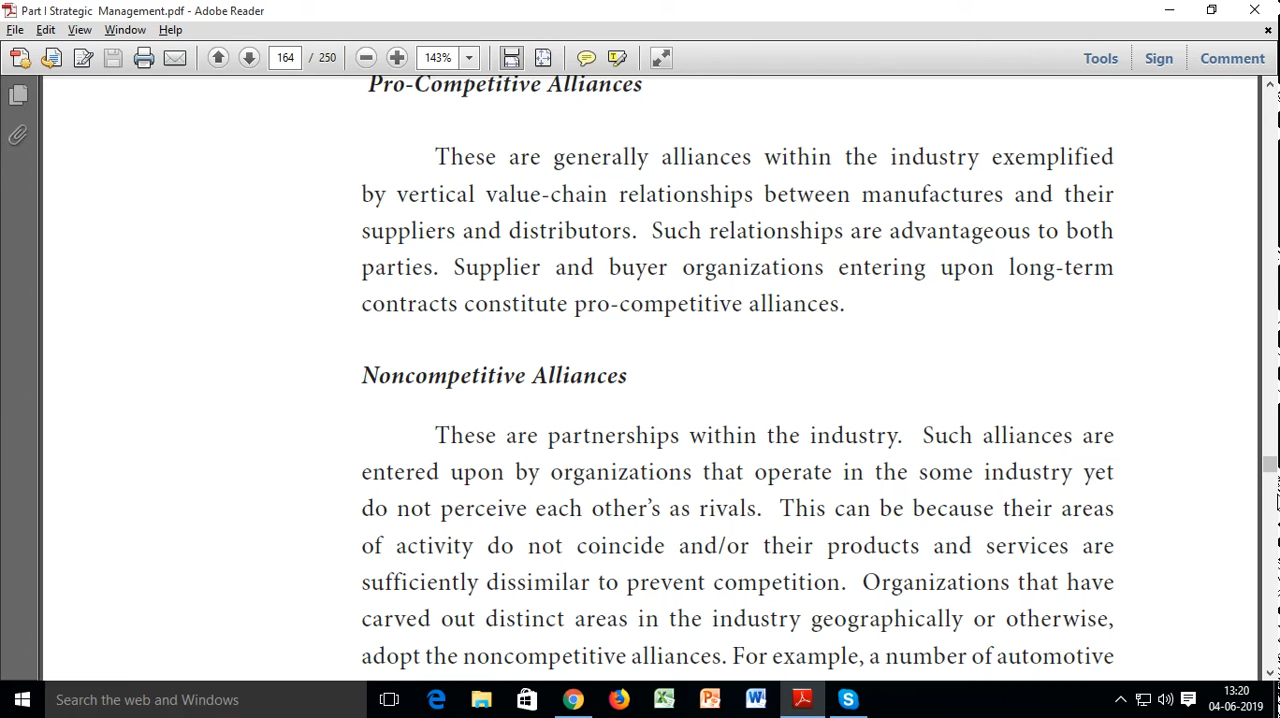 Part I Strategic  Management.pdf - Adobe Reader
File Edit View Window Help
164 / 250 143% Tools Sign Comment
Pro-Competitive Alliances
These are generally alliances within the industry exemplified
by vertical value-chain relationships between manufactures and their
suppliers and distributors.  Such relationships are advantageous to both
parties. Supplier and buyer organizations entering upon long-term
contracts constitute pro-competitive alliances.
Noncompetitive Alliances
These are partnerships within the industry.  Such alliances are
entered upon by organizations that operate in the some industry yet
do not perceive each other’s as rivals.  This can be because their areas
of activity do not coincide and/or their products and services are
sufficiently dissimilar to prevent competition.  Organizations that have
carved out distinct areas in the industry geographically or otherwise,
adopt the noncompetitive alliances. For example, a number of automotive
Search the web and Windows
13:20
04-06-2019